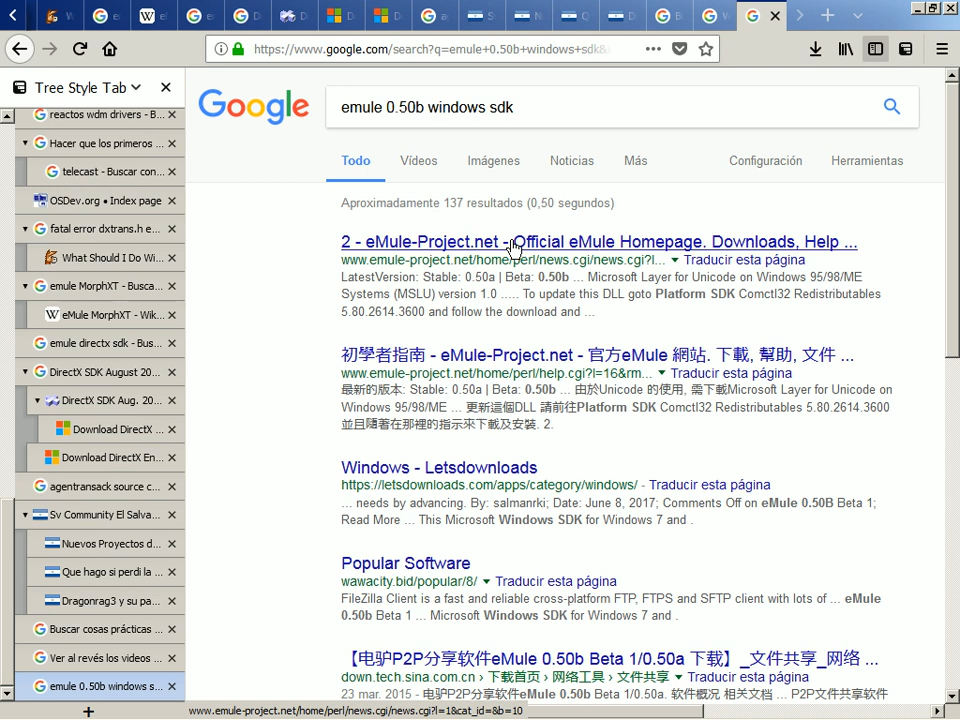 https://www.google.com/search?q=emule+0.50b+windows+sdk&
Tree Style Tab
reactos wdm drivers - B...
Hacer que los primeros ...
telecast - Buscar con...
OSDev.org • Index page
fatal error dxtrans.h e...
What Should I Do Wi...
emule MorphXT - Busca...
eMule MorphXT - Wik...
emule directx sdk - Bus...
DirectX SDK August 20...
DirectX SDK Aug. 20...
Download DirectX ...
Download DirectX En...
agentransack source c...
Sv Community El Salva...
Nuevos Proyectos d...
Que hago si perdi la ...
Dragonrag3 y su pa...
Buscar cosas prácticas ...
Ver al revés los videos ...
emule 0.50b windows s...
Google
emule 0.50b windows sdk
Todo Vídeos Imágenes Noticias Más Configuración Herramientas
Aproximadamente 137 resultados (0,50 segundos)
2 - eMule-Project.net - Official eMule Homepage. Downloads, Help ...
www.emule-project.net/home/perl/news.cgi/news.cgi?l... Traducir esta página
LatestVersion: Stable: 0.50a | Beta: 0.50b ... Microsoft Layer for Unicode on Windows 95/98/ME
Systems (MSLU) version 1.0 ..... To update this DLL goto Platform SDK Comctl32 Redistributables
5.80.2614.3600 and follow the download and ...
初學者指南 - eMule-Project.net - 官方eMule 網站. 下載, 幫助, 文件 ...
www.emule-project.net/home/perl/help.cgi?l=16&rm... Traducir esta página
最新的版本: Stable: 0.50a | Beta: 0.50b ... 由於Unicode 的使用, 需下載Microsoft Layer for Unicode on
Windows 95/98/ME ... 更新這個DLL 請前往Platform SDK Comctl32 Redistributables 5.80.2614.3600
並且隨著在那裡的指示來下載及安裝. 2.
Windows - Letsdownloads
https://letsdownloads.com/apps/category/windows/ - Traducir esta página
... needs by advancing. By: salmanrki; Date: June 8, 2017; Comments Off on eMule 0.50B Beta 1;
Read More ... This Microsoft Windows SDK for Windows 7 and .
Popular Software
wawacity.bid/popular/8/ Traducir esta página
FileZilla Client is a fast and reliable cross-platform FTP, FTPS and SFTP client with lots of ... eMule
0.50b Beta 1 ... Microsoft Windows SDK for Windows 7 and .
【电驴P2P分享软件eMule 0.50b Beta 1/0.50a 下载】_文件共享_网络 ...
down.tech.sina.com.cn › 下载首页 › 网络工具 › 文件共享 Traducir esta página
23 mar. 2015 - 电驴P2P分享软件eMule 0.50b Beta 1/0.50a. 软件概况 相关文档 ... P2P文件共享软件
www.emule-project.net/home/perl/news.cgi/news.cgi?l=1&cat_id=&b=10